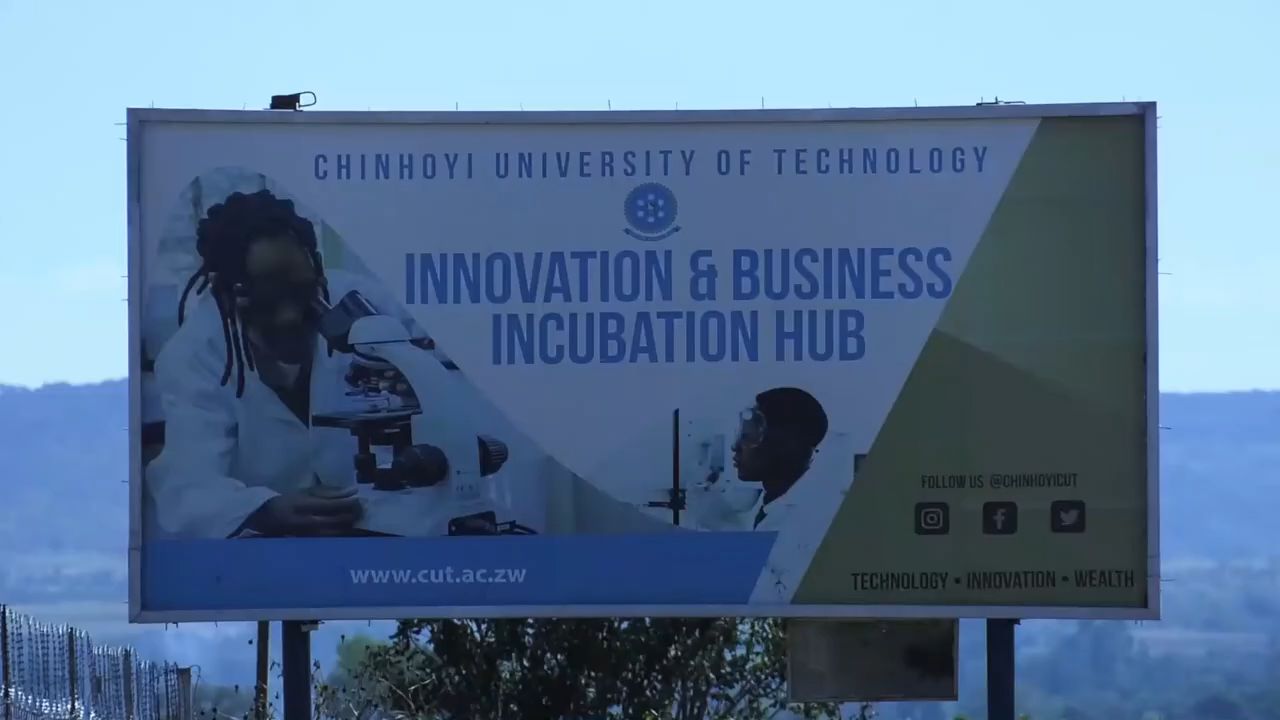 CHINHOYI UNIVERSITY OF TECHNOLOGY
INNOVATION & BUSINESS
INCUBATION HUB
FOLLOW US @CHINHOYICUT
www.cut.ac.zw
TECHNOLOGY • INNOVATION • WEALTH